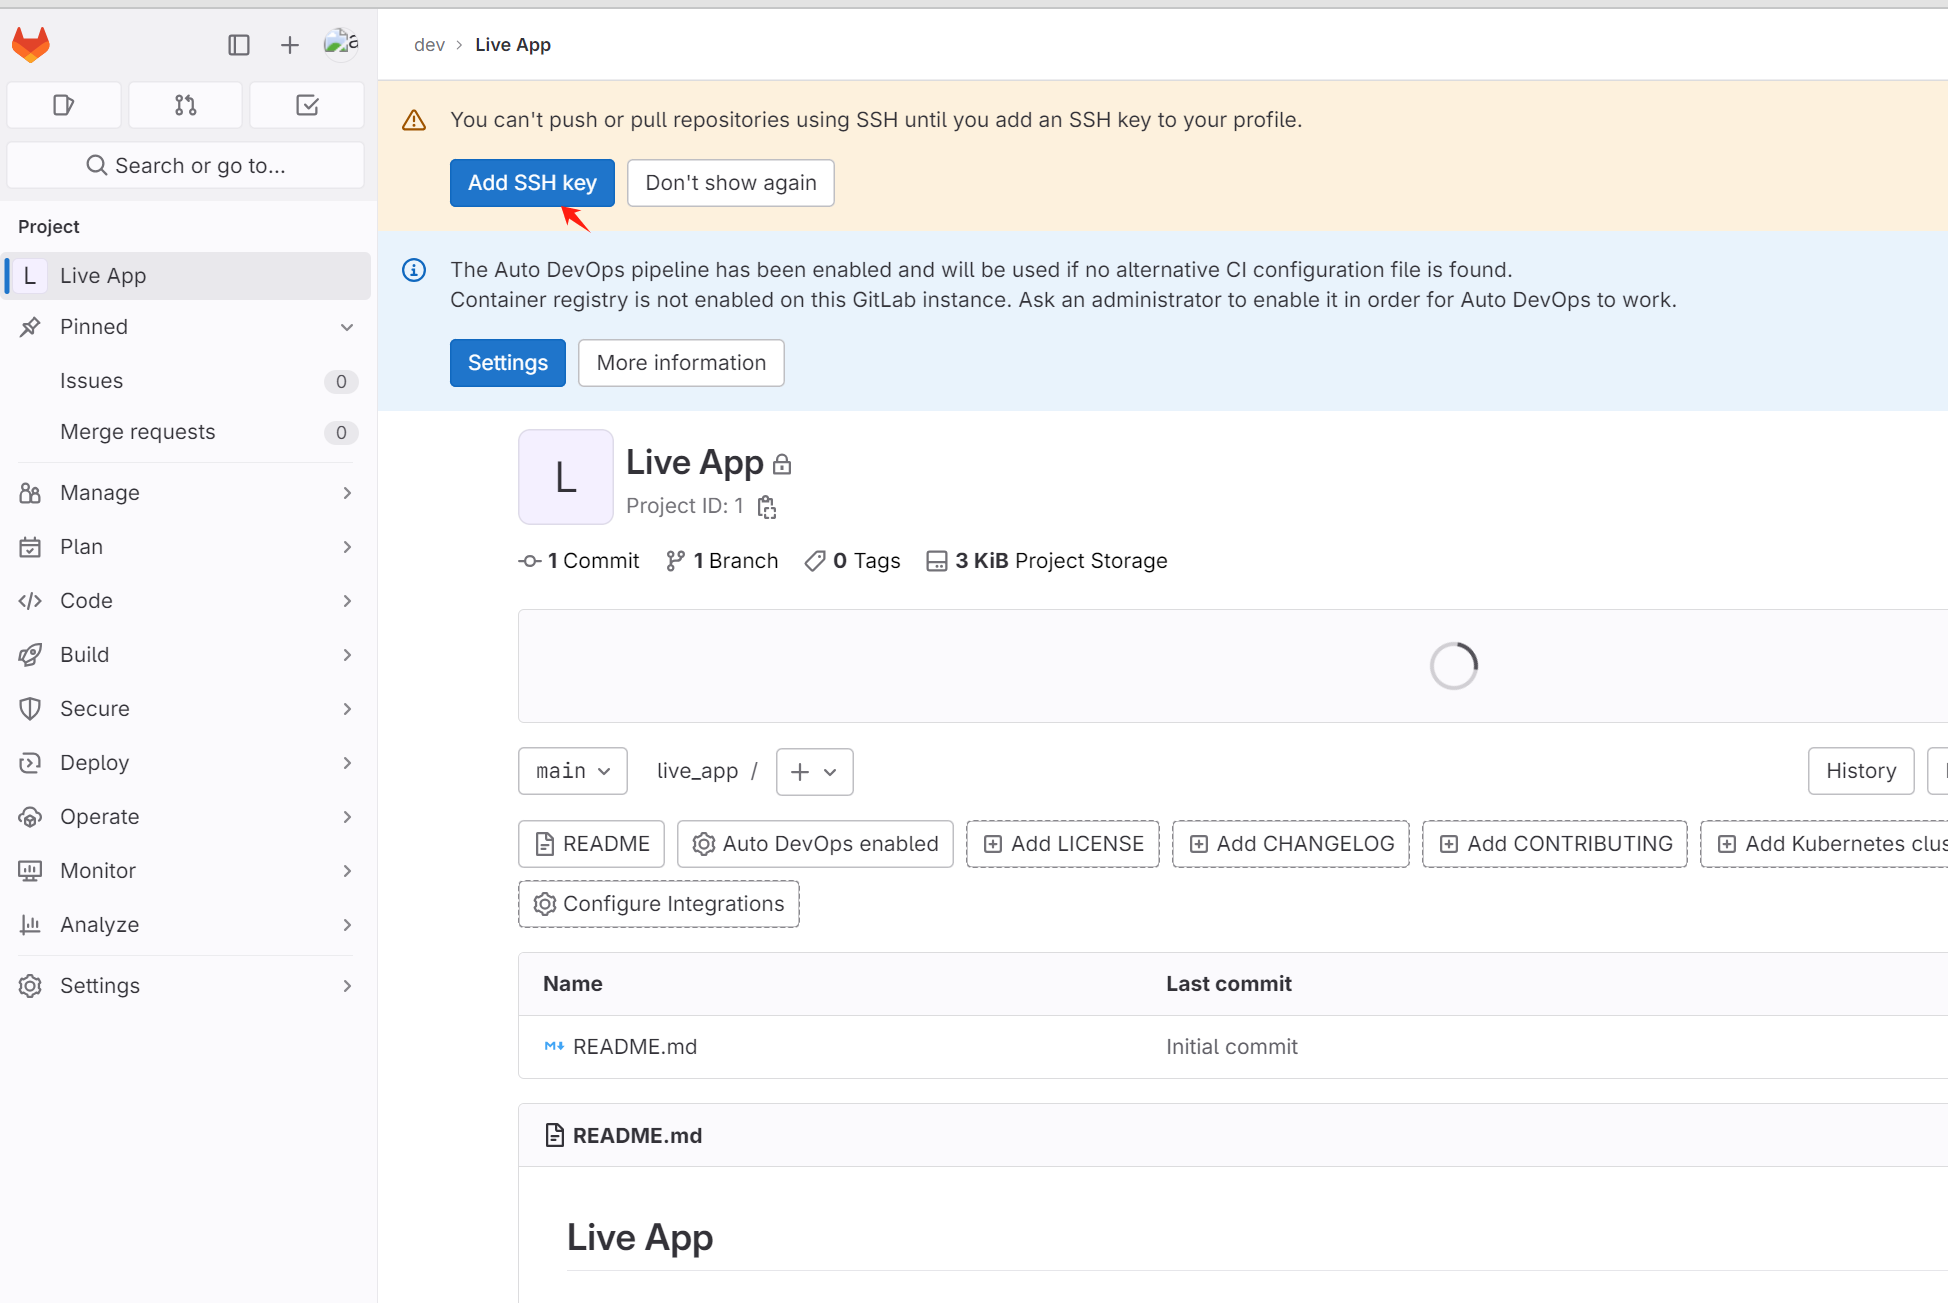 dev > Live App
Search or go to...
Project
L Live App
Pinned
Issues 0
Merge requests 0
Manage
Plan
Code
Build
Secure
Deploy
Operate
Monitor
Analyze
Settings
You can't push or pull repositories using SSH until you add an SSH key to your profile.
Add SSH key Don't show again
The Auto DevOps pipeline has been enabled and will be used if no alternative CI configuration file is found.
Container registry is not enabled on this GitLab instance. Ask an administrator to enable it in order for Auto DevOps to work.
Settings More information
L
Live App
Project ID: 1
1 Commit 1 Branch 0 Tags 3 KiB Project Storage
main live_app / + History
README Auto DevOps enabled Add LICENSE Add CHANGELOG Add CONTRIBUTING Add Kubernetes clus
Configure Integrations
Name Last commit
README.md Initial commit
README.md
Live App